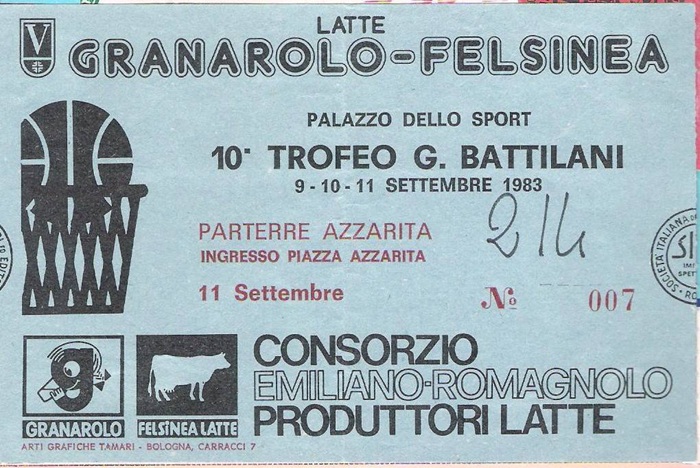 V
LATTE
GRANAROLO-FELSINEA
PALAZZO DELLO SPORT
10° TROFEO G. BATTILANI
9-10-11 SETTEMBRE 1983
PARTERRE AZZARITA
INGRESSO PIAZZA AZZARITA
214
11 Settembre
No 007
SOCIETÀ ITALIANA
g
GRANAROLO
FELSINEA LATTE
CONSORZIO
EMILIANO-ROMAGNOLO
PRODUTTORI LATTE
ARTI GRAFICHE TAMARI - BOLOGNA, CARRACCI 7